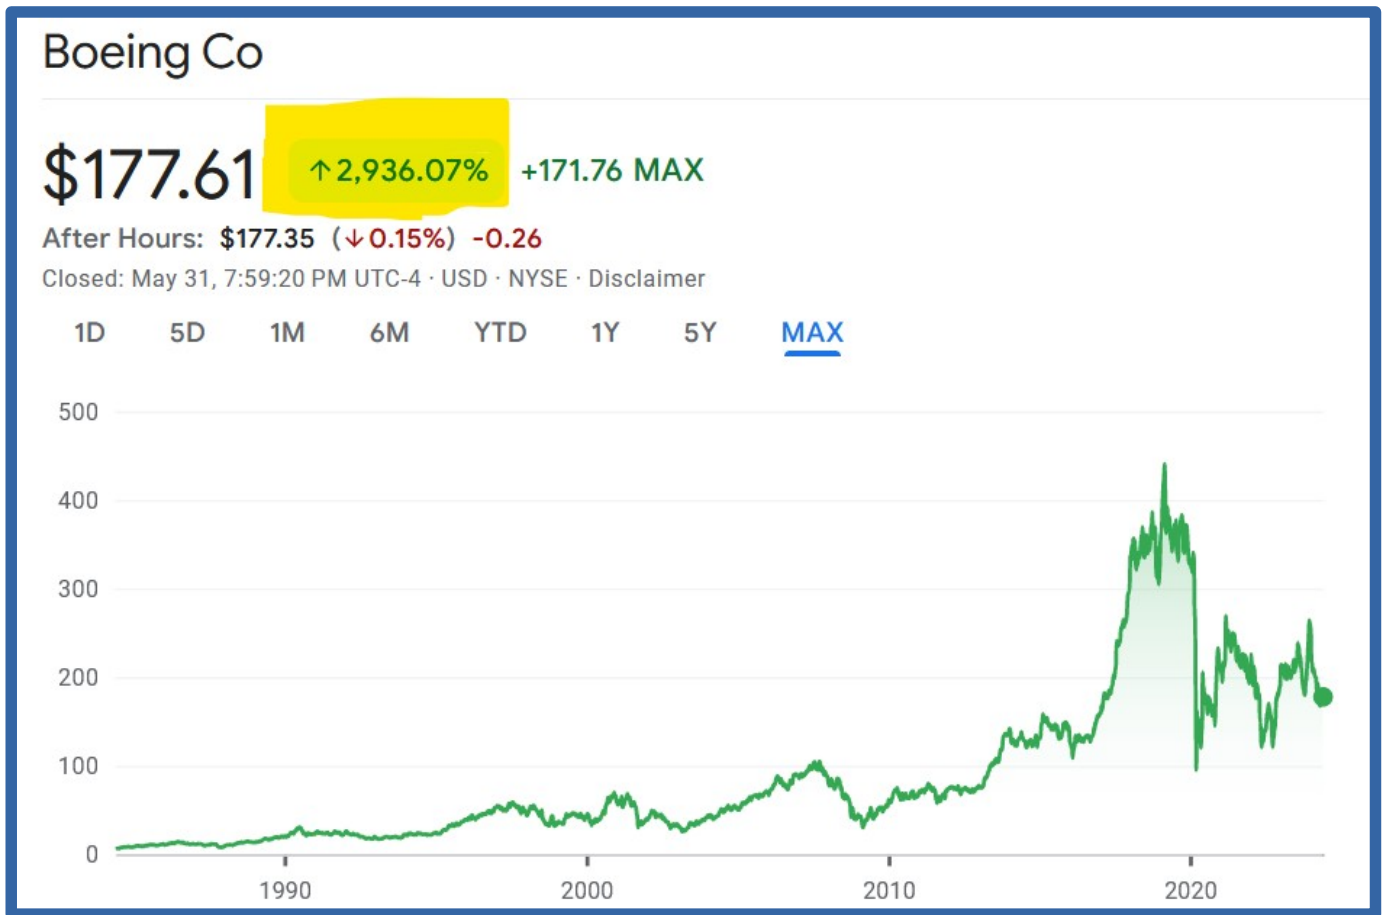 Boeing Co
$177.61 ↑2,936.07% +171.76 MAX
After Hours: $177.35 (↓0.15%) -0.26
Closed: May 31, 7:59:20 PM UTC-4 · USD · NYSE · Disclaimer
1D 5D 1M 6M YTD 1Y 5Y MAX
500
400
300
200
100
0
1990 2000 2010 2020